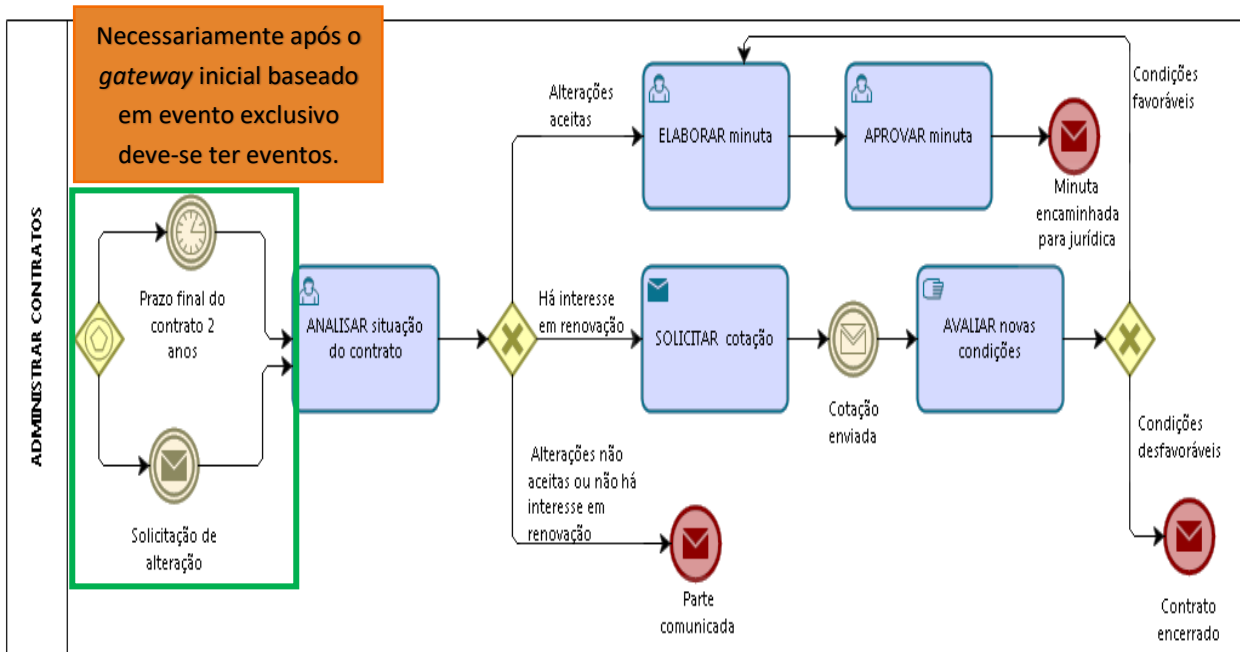 Necessariamente após o
gateway inicial baseado
em evento exclusivo
deve-se ter eventos.
ADMINISTRAR CONTRATOS
Prazo final do
contrato 2
anos
Solicitação de
alteração
ANALISAR situação
do contrato
Alterações
aceitas
ELABORAR minuta
APROVAR minuta
Minuta
encaminhada
para jurídica
Condições
favoráveis
Há interesse
em renovação
SOLICITAR cotação
Cotação
enviada
AVALIAR novas
condições
Condições
desfavoráveis
Alterações não
aceitas ou não há
interesse em
renovação
Parte
comunicada
Contrato
encerrado